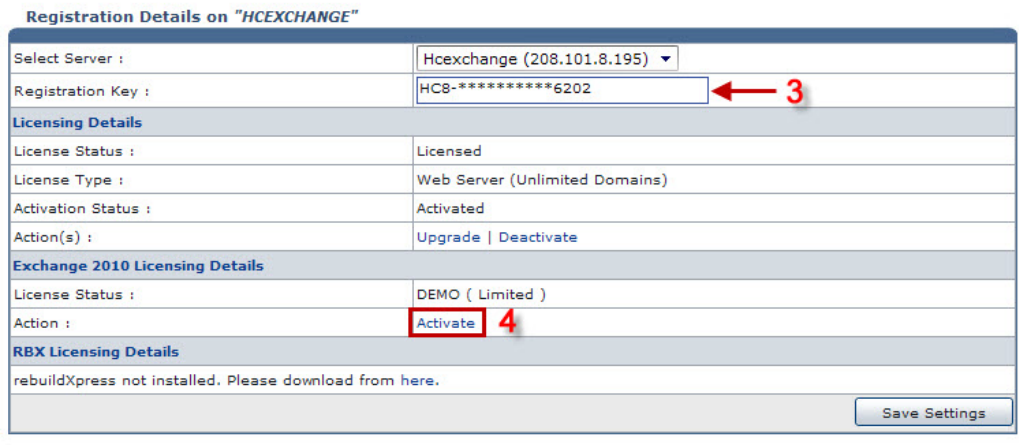 Registration Details on "HCEXCHANGE"
Select Server : Hcexchange (208.101.8.195)
Registration Key : HC8-**********6202 3
Licensing Details
License Status : Licensed
License Type : Web Server (Unlimited Domains)
Activation Status : Activated
Action(s) : Upgrade | Deactivate
Exchange 2010 Licensing Details
License Status : DEMO ( Limited )
Action : Activate 4
RBX Licensing Details
rebuildXpress not installed. Please download from here.
Save Settings